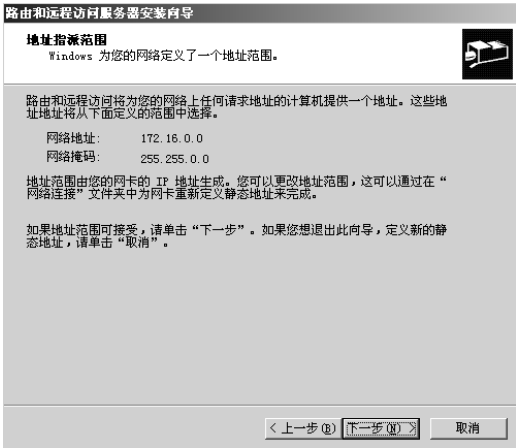 路由和远程访问服务器安装向导
地址指派范围
Windows 为您的网络定义了一个地址范围。
路由和远程访问将为您的网络上任何请求地址的计算机提供一个地址。这些地
址地址将从下面定义的范围中选择。
网络地址: 172.16.0.0
网络掩码: 255.255.0.0
地址范围由您的网卡的 IP 地址生成。您可以更改地址范围，这可以通过在“
网络连接”文件夹中为网卡重新定义静态地址来完成。
如果地址范围可接受，请单击“下一步”。如果您想退出此向导，定义新的静
态地址，请单击“取消”。
< 上一步(B) 下一步(N) > 取消